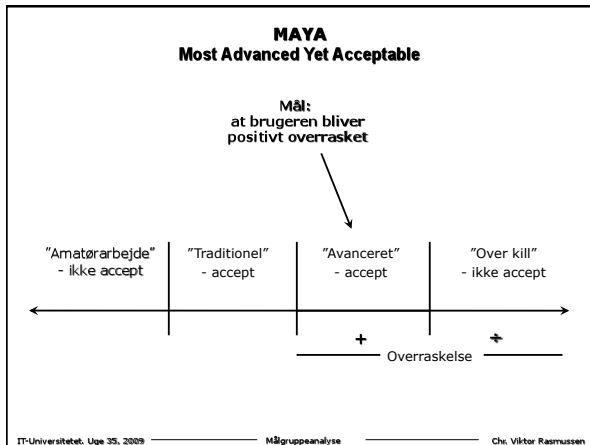 MAYA
Most Advanced Yet Acceptable
Mål:
at brugeren bliver
positivt overrasket
"Amatørarbejde"
- ikke accept
"Traditionel"
- accept
"Avanceret"
- accept
"Over kill"
- ikke accept
+ ÷
Overraskelse
IT-Universitetet, Uge 35, 2009 Målgruppeanalyse Chr. Viktor Rasmussen